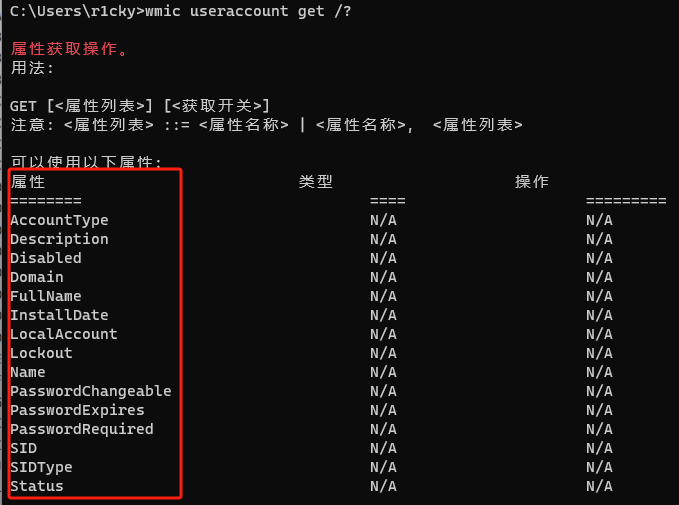 C:\Users\r1cky>wmic useraccount get /?
属性获取操作。
用法:
GET [<属性列表>] [<获取开关>]
注意: <属性列表> ::= <属性名称> | <属性名称>, <属性列表>
可以使用以下属性:
属性 类型 操作
======== ==== =========
AccountType N/A N/A
Description N/A N/A
Disabled N/A N/A
Domain N/A N/A
FullName N/A N/A
InstallDate N/A N/A
LocalAccount N/A N/A
Lockout N/A N/A
Name N/A N/A
PasswordChangeable N/A N/A
PasswordExpires N/A N/A
PasswordRequired N/A N/A
SID N/A N/A
SIDType N/A N/A
Status N/A N/A